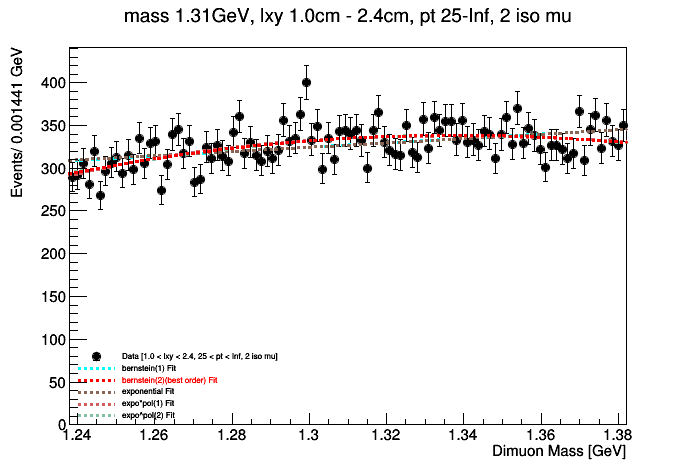 mass 1.31GeV, lxy 1.0cm - 2.4cm, pt 25-Inf, 2 iso mu
Events/ 0.001441 GeV
400
350
300
250
200
150
100
50
0
Data [1.0 < lxy < 2.4, 25 < pt < Inf, 2 iso mu]
bernstein(1) Fit
bernstein(2)(best order) Fit
exponential Fit
expo*pol(1) Fit
expo*pol(2) Fit
1.24 1.26 1.28 1.3 1.32 1.34 1.36 1.38
Dimuon Mass [GeV]